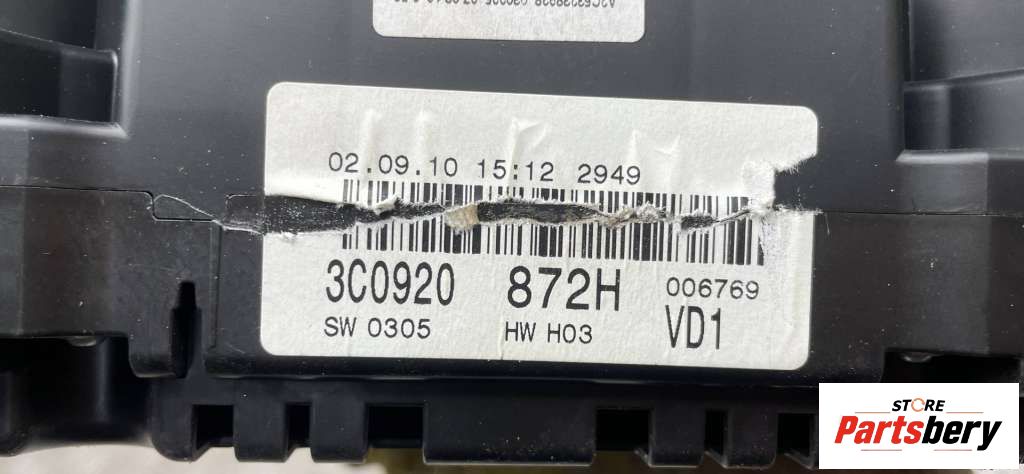 02.09.10 15:12 2949
3C0920 872H 006769
SW 0305 HW H03 VD1
STORE
Partsbery